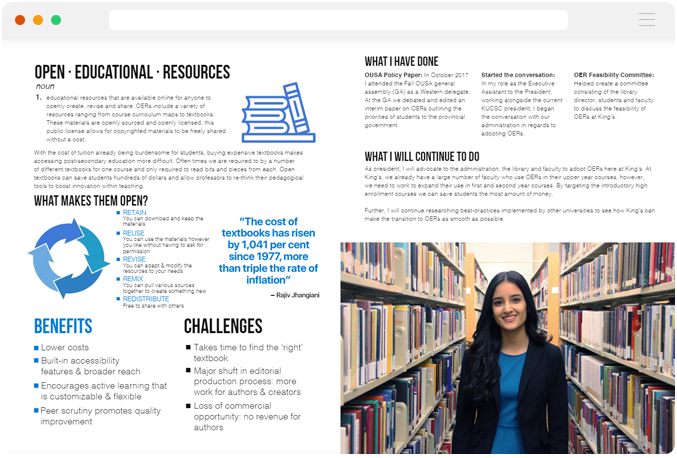 OPEN · EDUCATIONAL · RESOURCES
noun
1. educational resources that are available online for anyone to
openly create, revise and share. OERs include a variety of
resources ranging from course curriculum maps to textbooks.
These materials are openly sourced and openly licensed, this
public license allows for copyrighted materials to be freely shared
without a cost.
With the cost of tuition already being burdensome for students, buying expensive textbooks makes
accessing post-secondary education more difficult. Often times we are required to by a number
of different textbooks for one course and only required to read bits and pieces from each. Open
textbooks can save students hundreds of dollars and allow professors to re-think their pedagogical
tools to boost innovation within teaching.
WHAT MAKES THEM OPEN?
RETAIN
You can download and keep the
materials
REUSE
You can use the materials however
you like without having to ask for
permission
REVISE
You can adapt & modify the
resources to your needs
REMIX
You can pull various sources
together to create something new
REDISTRIBUTE
Free to share with others
"The cost of
textbooks has risen
by 1,041 per cent
since 1977, more
than triple the rate of
inflation"
– Rajiv Jhangiani
BENEFITS
Lower costs
Built-in accessibility
features & broader reach
Encourages active learning that
is customizable & flexible
Peer scrutiny promotes quality
improvement
CHALLENGES
Takes time to find the 'right'
textbook
Major shuft in editorial
production process: more
work for authors & creators
Loss of commercial
opportunity: no revenue for
authors
WHAT I HAVE DONE
OUSA Policy Paper: In October 2017
I attended the Fall OUSA general
assembly (GA) as a Western delegate.
At the GA we debated and edited an
interim paper on OERs outlining the
priorities of students to the provincial
government.
Started the conversation:
In my role as the Executive
Assistant to the President,
working alongside the current
KUCSC president, I began
the conversation with our
administration in regards to
adopting OERs.
OER Feasibility Committee:
Helped create a committee
consisting of the library
director, students and faculty
to discuss the feasibility of
OERs at King's.
WHAT I WILL CONTINUE TO DO
As president, I will advocate to the administration, the library and faculty to adopt OERs here at King's. At
King's, we already have a large number of faculty who use OERs in their upper year courses, however,
we need to work to expand their use in first and second year courses. By targeting the introductory high
enrollment courses we can save students the most amount of money.
Further, I will continue researching best-practices implemented by other universities to see how King's can
make the transition to OERs as smooth as possible.